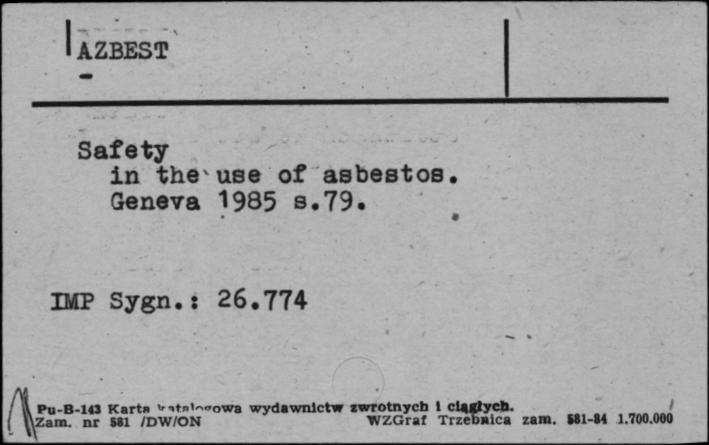 AZBEST
-
Safety
in the use of asbestos.
Geneva 1985 s.79.
IMP Sygn.: 26.774
Pu-B-143 Karta katalogowa wydawnictw zwrotnych i ciągłych.
Zam. nr 581 /DW/ON WZGraf Trzebnica zam. 581-84 1.700.000